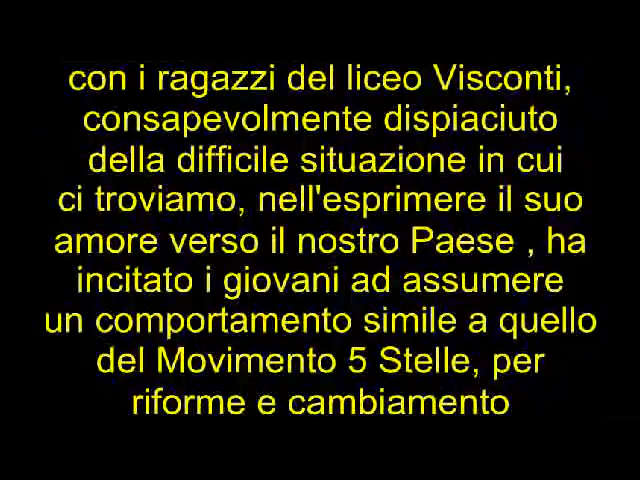 con i ragazzi del liceo Visconti,
consapevolmente dispiaciuto
della difficile situazione in cui
ci troviamo, nell'esprimere il suo
amore verso il nostro Paese , ha
incitato i giovani ad assumere
un comportamento simile a quello
del Movimento 5 Stelle, per
riforme e cambiamento